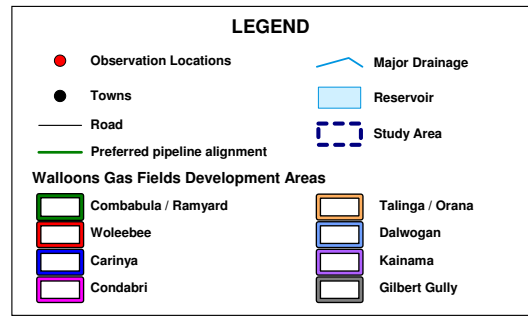 LEGEND
Observation Locations
Towns
Road
Preferred pipeline alignment
Major Drainage
Reservoir
Study Area
Walloons Gas Fields Development Areas
Combabula / Ramyard
Woleebee
Carinya
Condabri
Talinga / Orana
Dalwogan
Kainama
Gilbert Gully